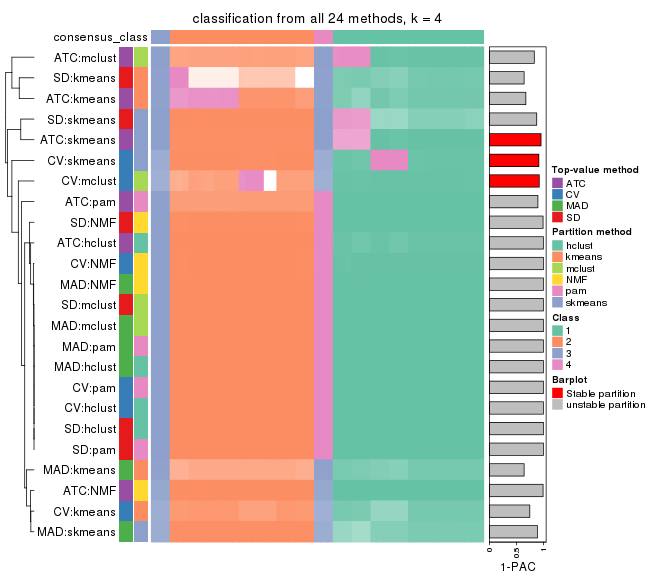 classification from all 24 methods, k = 4
consensus_class
ATC:mclust
SD:kmeans
ATC:kmeans
SD:skmeans
ATC:skmeans
CV:skmeans
CV:mclust
ATC:pam
SD:NMF
ATC:hclust
CV:NMF
MAD:NMF
SD:mclust
MAD:mclust
MAD:pam
MAD:hclust
CV:pam
CV:hclust
SD:hclust
SD:pam
MAD:kmeans
ATC:NMF
CV:kmeans
MAD:skmeans
0
0.5
1
1-PAC
Top-value method
ATC
CV
MAD
SD
Partition method
hclust
kmeans
mclust
NMF
pam
skmeans
Class
1
2
3
4
Barplot
Stable partition
unstable partition